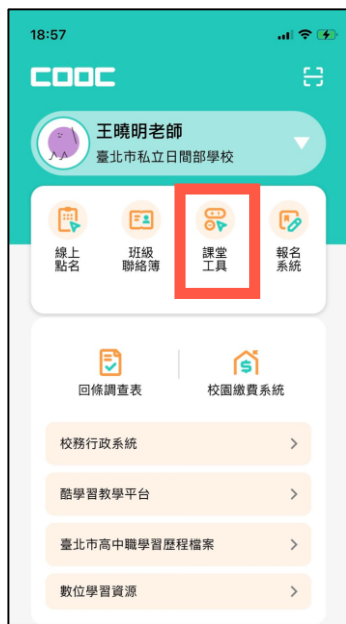 18:57
COOC
王曉明老師
臺北市私立日間部學校
線上
點名
班級
聯絡簿
課堂
工具
報名
系統
回條調查表
校園繳費系統
校務行政系統
酷學習教學平台
臺北市高中職學習歷程檔案
數位學習資源